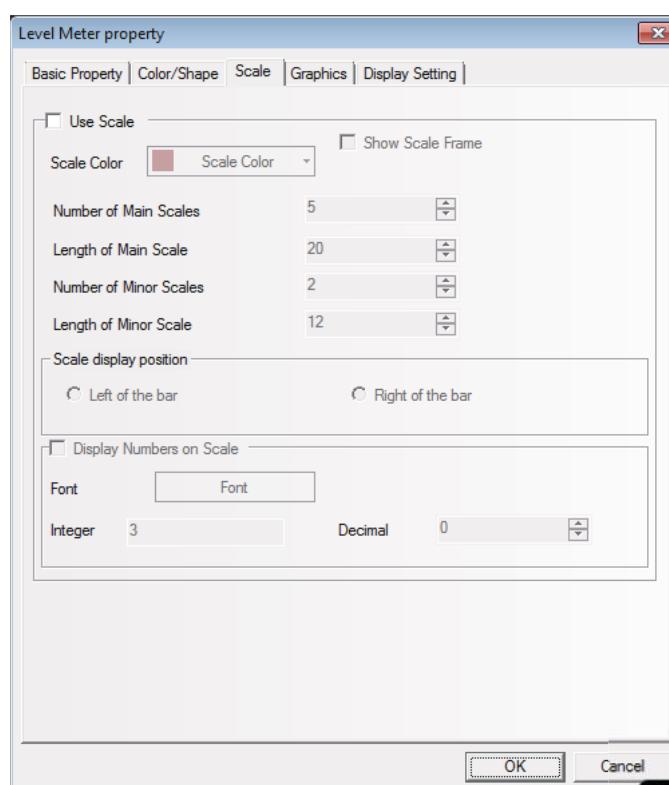 Level Meter property
Basic Property Color/Shape Scale Graphics Display Setting
Use Scale
Show Scale Frame
Scale Color Scale Color
Number of Main Scales 5
Length of Main Scale 20
Number of Minor Scales 2
Length of Minor Scale 12
Scale display position
Left of the bar Right of the bar
Display Numbers on Scale
Font Font
Integer 3 Decimal 0
OK Cancel